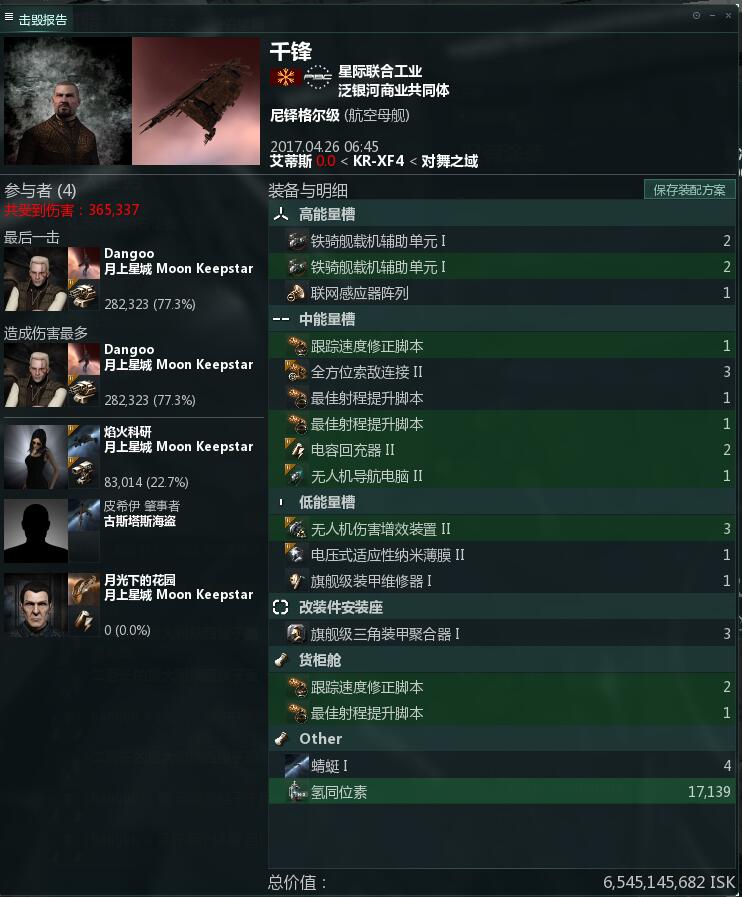 击毁报告
千锋
星际联合工业
泛银河商业共同体
尼铎格尔级 (航空母舰)
2017.04.26 06:45
艾蒂斯 0.0 < KR-XF4 < 对舞之域
参与者 (4)
共受到伤害：365,337
最后一击
Dangoo
月上星城 Moon Keepstar
282,323 (77.3%)
造成伤害最多
Dangoo
月上星城 Moon Keepstar
282,323 (77.3%)
焰火科研
月上星城 Moon Keepstar
83,014 (22.7%)
皮希伊 肇事者
古斯塔斯海盗
月光下的花园
月上星城 Moon Keepstar
0 (0.0%)
装备与明细
保存装配方案
高能量槽
铁骑舰载机辅助单元 I 2
铁骑舰载机辅助单元 I 2
联网感应器阵列 1
中能量槽
跟踪速度修正脚本 1
全方位索敌连接 II 3
最佳射程提升脚本 1
最佳射程提升脚本 1
电容回充器 II 2
无人机导航电脑 II 1
低能量槽
无人机伤害增效装置 II 3
电压式适应性纳米薄膜 II 1
旗舰级装甲维修器 I 1
改装件安装座
旗舰级三角装甲聚合器 I 3
货柜舱
跟踪速度修正脚本 2
最佳射程提升脚本 1
Other
蜻蜓 I 4
氢同位素 17,139
总价值： 6,545,145,682 ISK